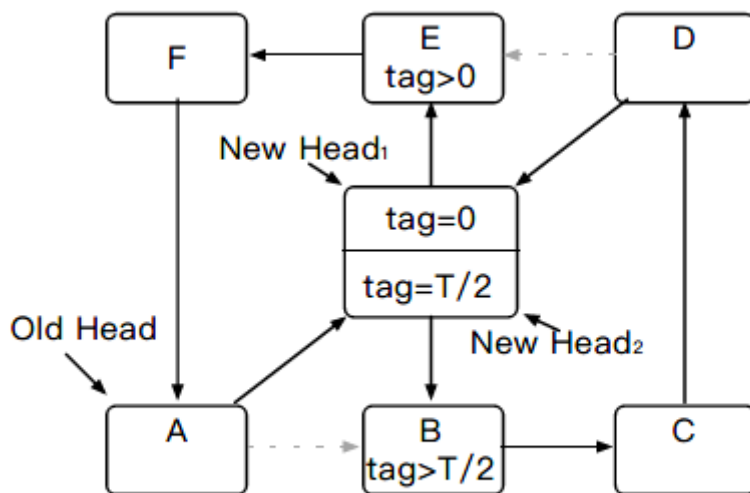 F
E
tag>0
D
New Head₁
tag=0
tag=T/2
Old Head
New Head₂
A
B
tag>T/2
C